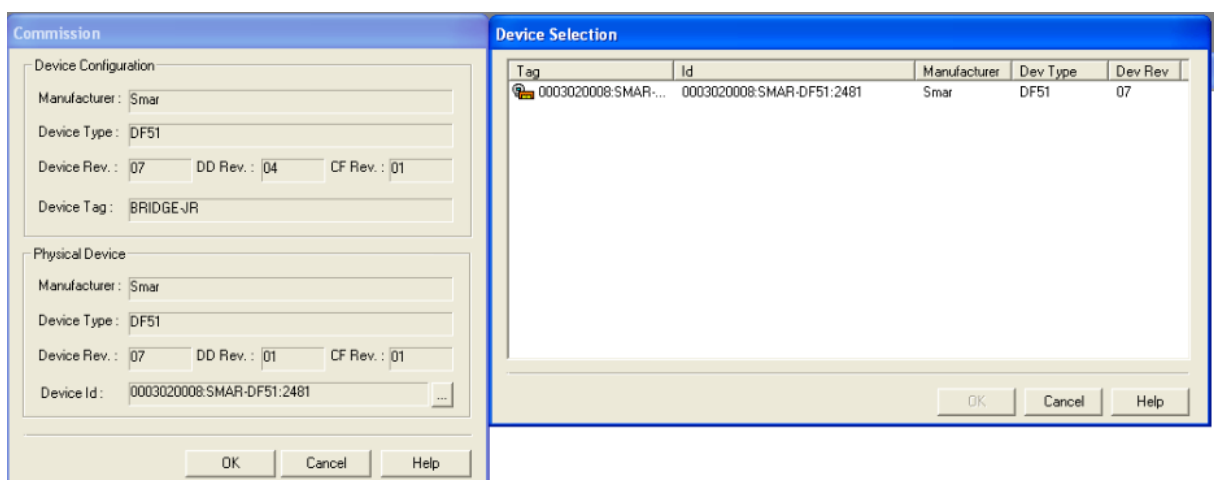 Commission
Device Configuration
Manufacturer : Smar
Device Type : DF51
Device Rev. : 07 DD Rev. : 04 CF Rev. : 01
Device Tag : BRIDGE-JR
Physical Device
Manufacturer : Smar
Device Type : DF51
Device Rev. : 07 DD Rev. : 01 CF Rev. : 01
Device Id : 0003020008:SMAR-DF51:2481 ...
OK Cancel Help
Device Selection
Tag Id Manufacturer Dev Type Dev Rev
0003020008:SMAR-... 0003020008:SMAR-DF51:2481 Smar DF51 07
OK Cancel Help